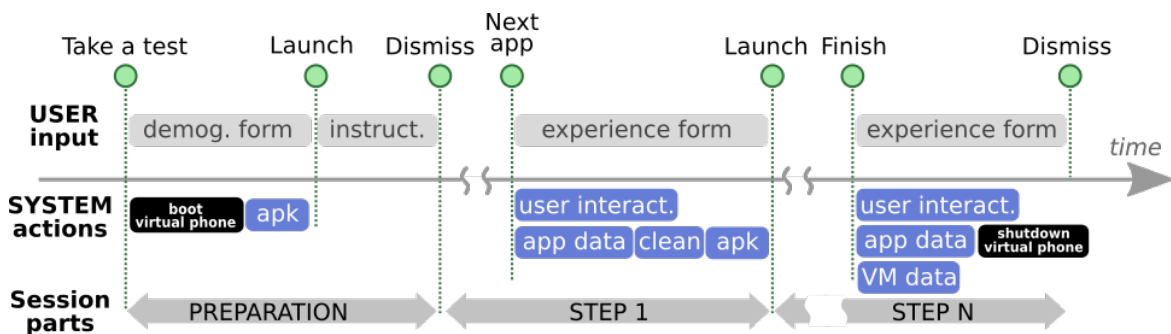 Next
app
Take a test
Launch
Dismiss
Launch
Finish
Dismiss
USER
input
demog. form
instruct.
experience form
experience form
time
SYSTEM
actions
boot
virtual phone
apk
user interact.
app data
clean
apk
user interact.
app data
shutdown
virtual phone
VM data
Session
parts
PREPARATION
STEP 1
STEP N